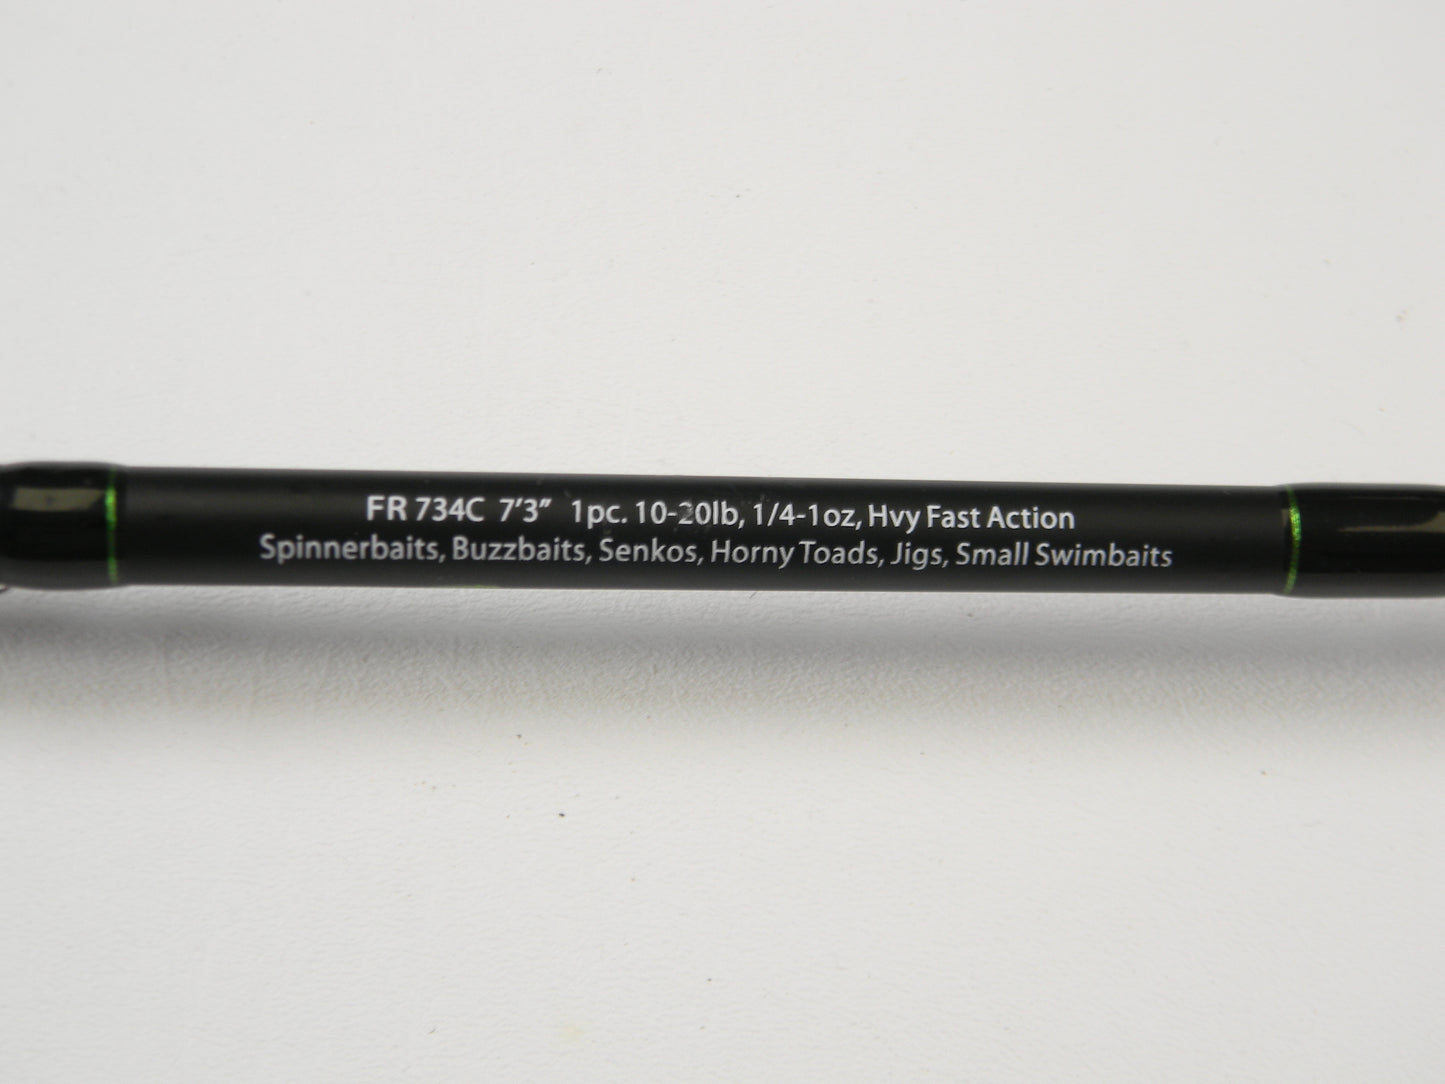 FR 734C 7’3” 1pc. 10-20lb, 1/4-1oz, Hvy Fast Action
Spinnerbaits, Buzzbaits, Senkos, Horny Toads, Jigs, Small Swimbaits